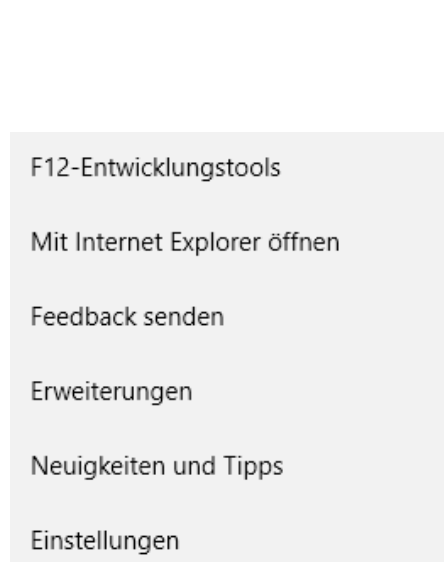 F12-Entwicklungstools
Mit Internet Explorer öffnen
Feedback senden
Erweiterungen
Neuigkeiten und Tipps
Einstellungen